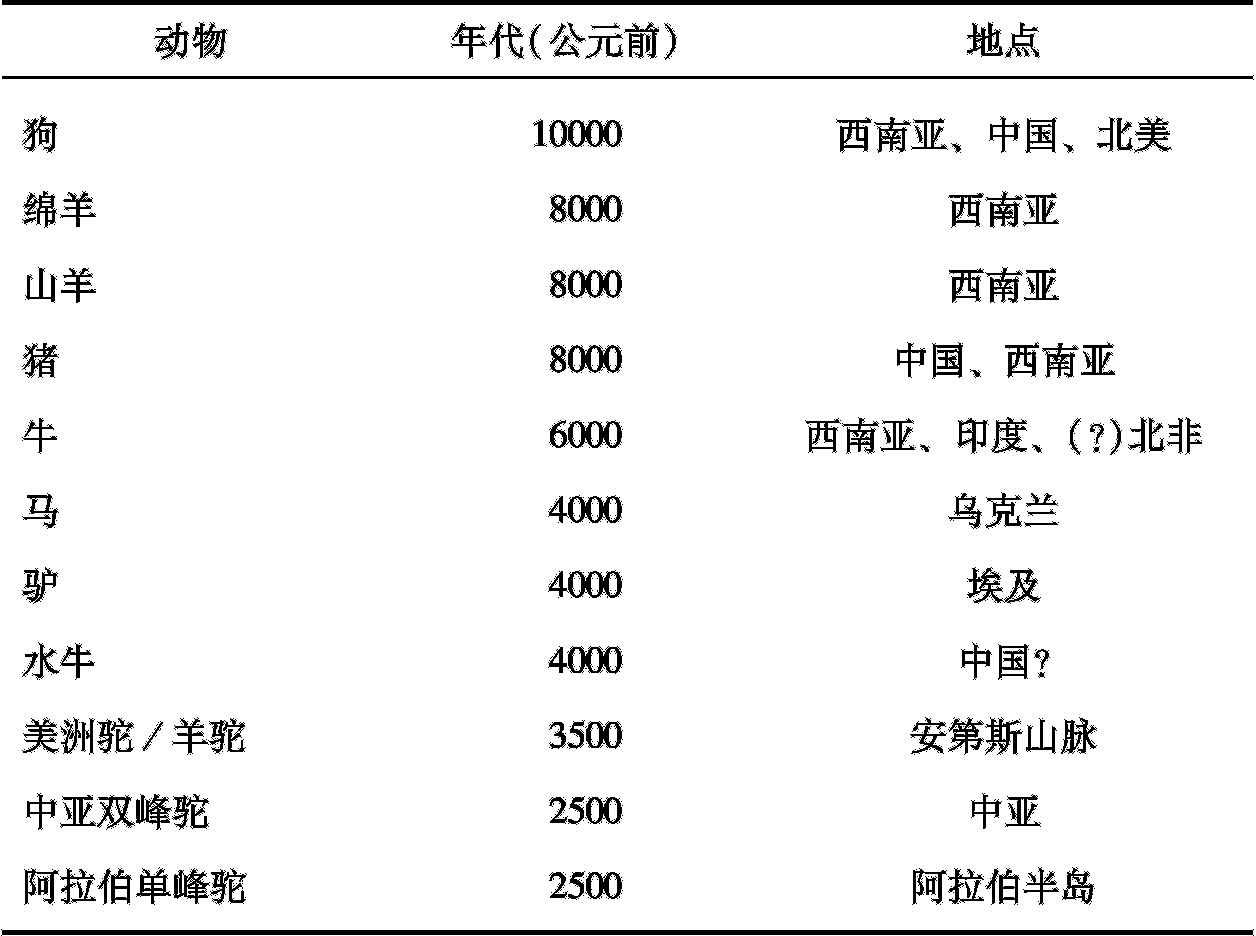 动物 年代(公元前) 地点
狗 10000 西南亚、中国、北美
绵羊 8000 西南亚
山羊 8000 西南亚
猪 8000 中国、西南亚
牛 6000 西南亚、印度、(?)北非
马 4000 乌克兰
驴 4000 埃及
水牛 4000 中国?
美洲驼/羊驼 3500 安第斯山脉
中亚双峰驼 2500 中亚
阿拉伯单峰驼 2500 阿拉伯半岛